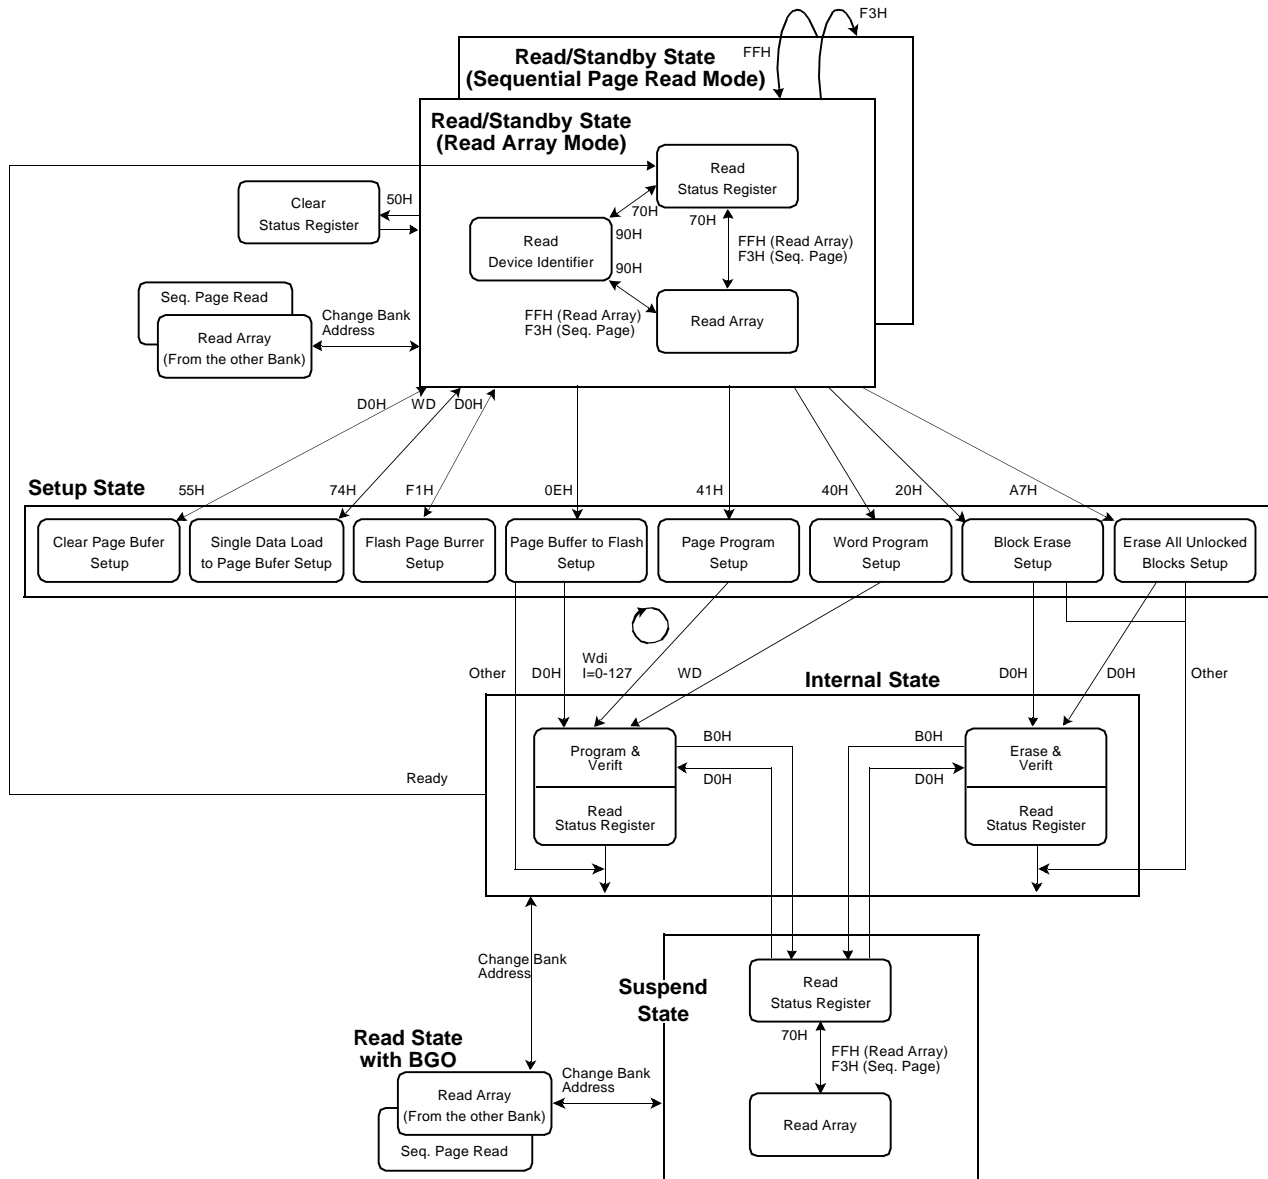 F3H
FFH
Read/Standby State
(Sequential Page Read Mode)
Read/Standby State
(Read Array Mode)
Read
Status Register
Clear
Status Register
50H
70H
70H
90H
Read
Device Identifier
FFH (Read Array)
F3H (Seq. Page)
90H
Seq. Page Read
Read Array
(From the other Bank)
Change Bank
Address
FFH (Read Array)
F3H (Seq. Page)
Read Array
D0H
WD
D0H
Setup State
55H
74H
F1H
0EH
41H
40H
20H
A7H
Clear Page Bufer
Setup
Single Data Load
to Page Bufer Setup
Flash Page Burrer
Setup
Page Buffer to Flash
Setup
Page Program
Setup
Word Program
Setup
Block Erase
Setup
Erase All Unlocked
Blocks Setup
Other
D0H
Wdi
I=0-127
WD
Internal State
D0H
D0H
Other
Program &
Verift
Read
Status Register
B0H
D0H
B0H
D0H
Erase &
Verift
Read
Status Register
Ready
Change Bank
Address
Suspend
State
Read
Status Register
70H
FFH (Read Array)
F3H (Seq. Page)
Read Array
Read State
with BGO
Read Array
(From the other Bank)
Seq. Page Read
Change Bank
Address